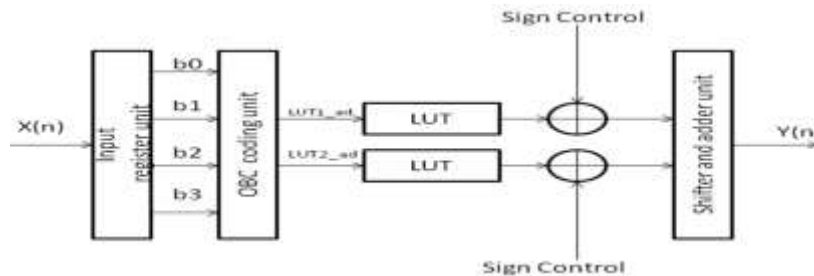 Sign Control
X(n)
Input
register unit
b0
b1
b2
b3
OBC coding unit
LUT1_ad
LUT2_ad
LUT
LUT
Shifter and adder unit
Y(n
Sign Control